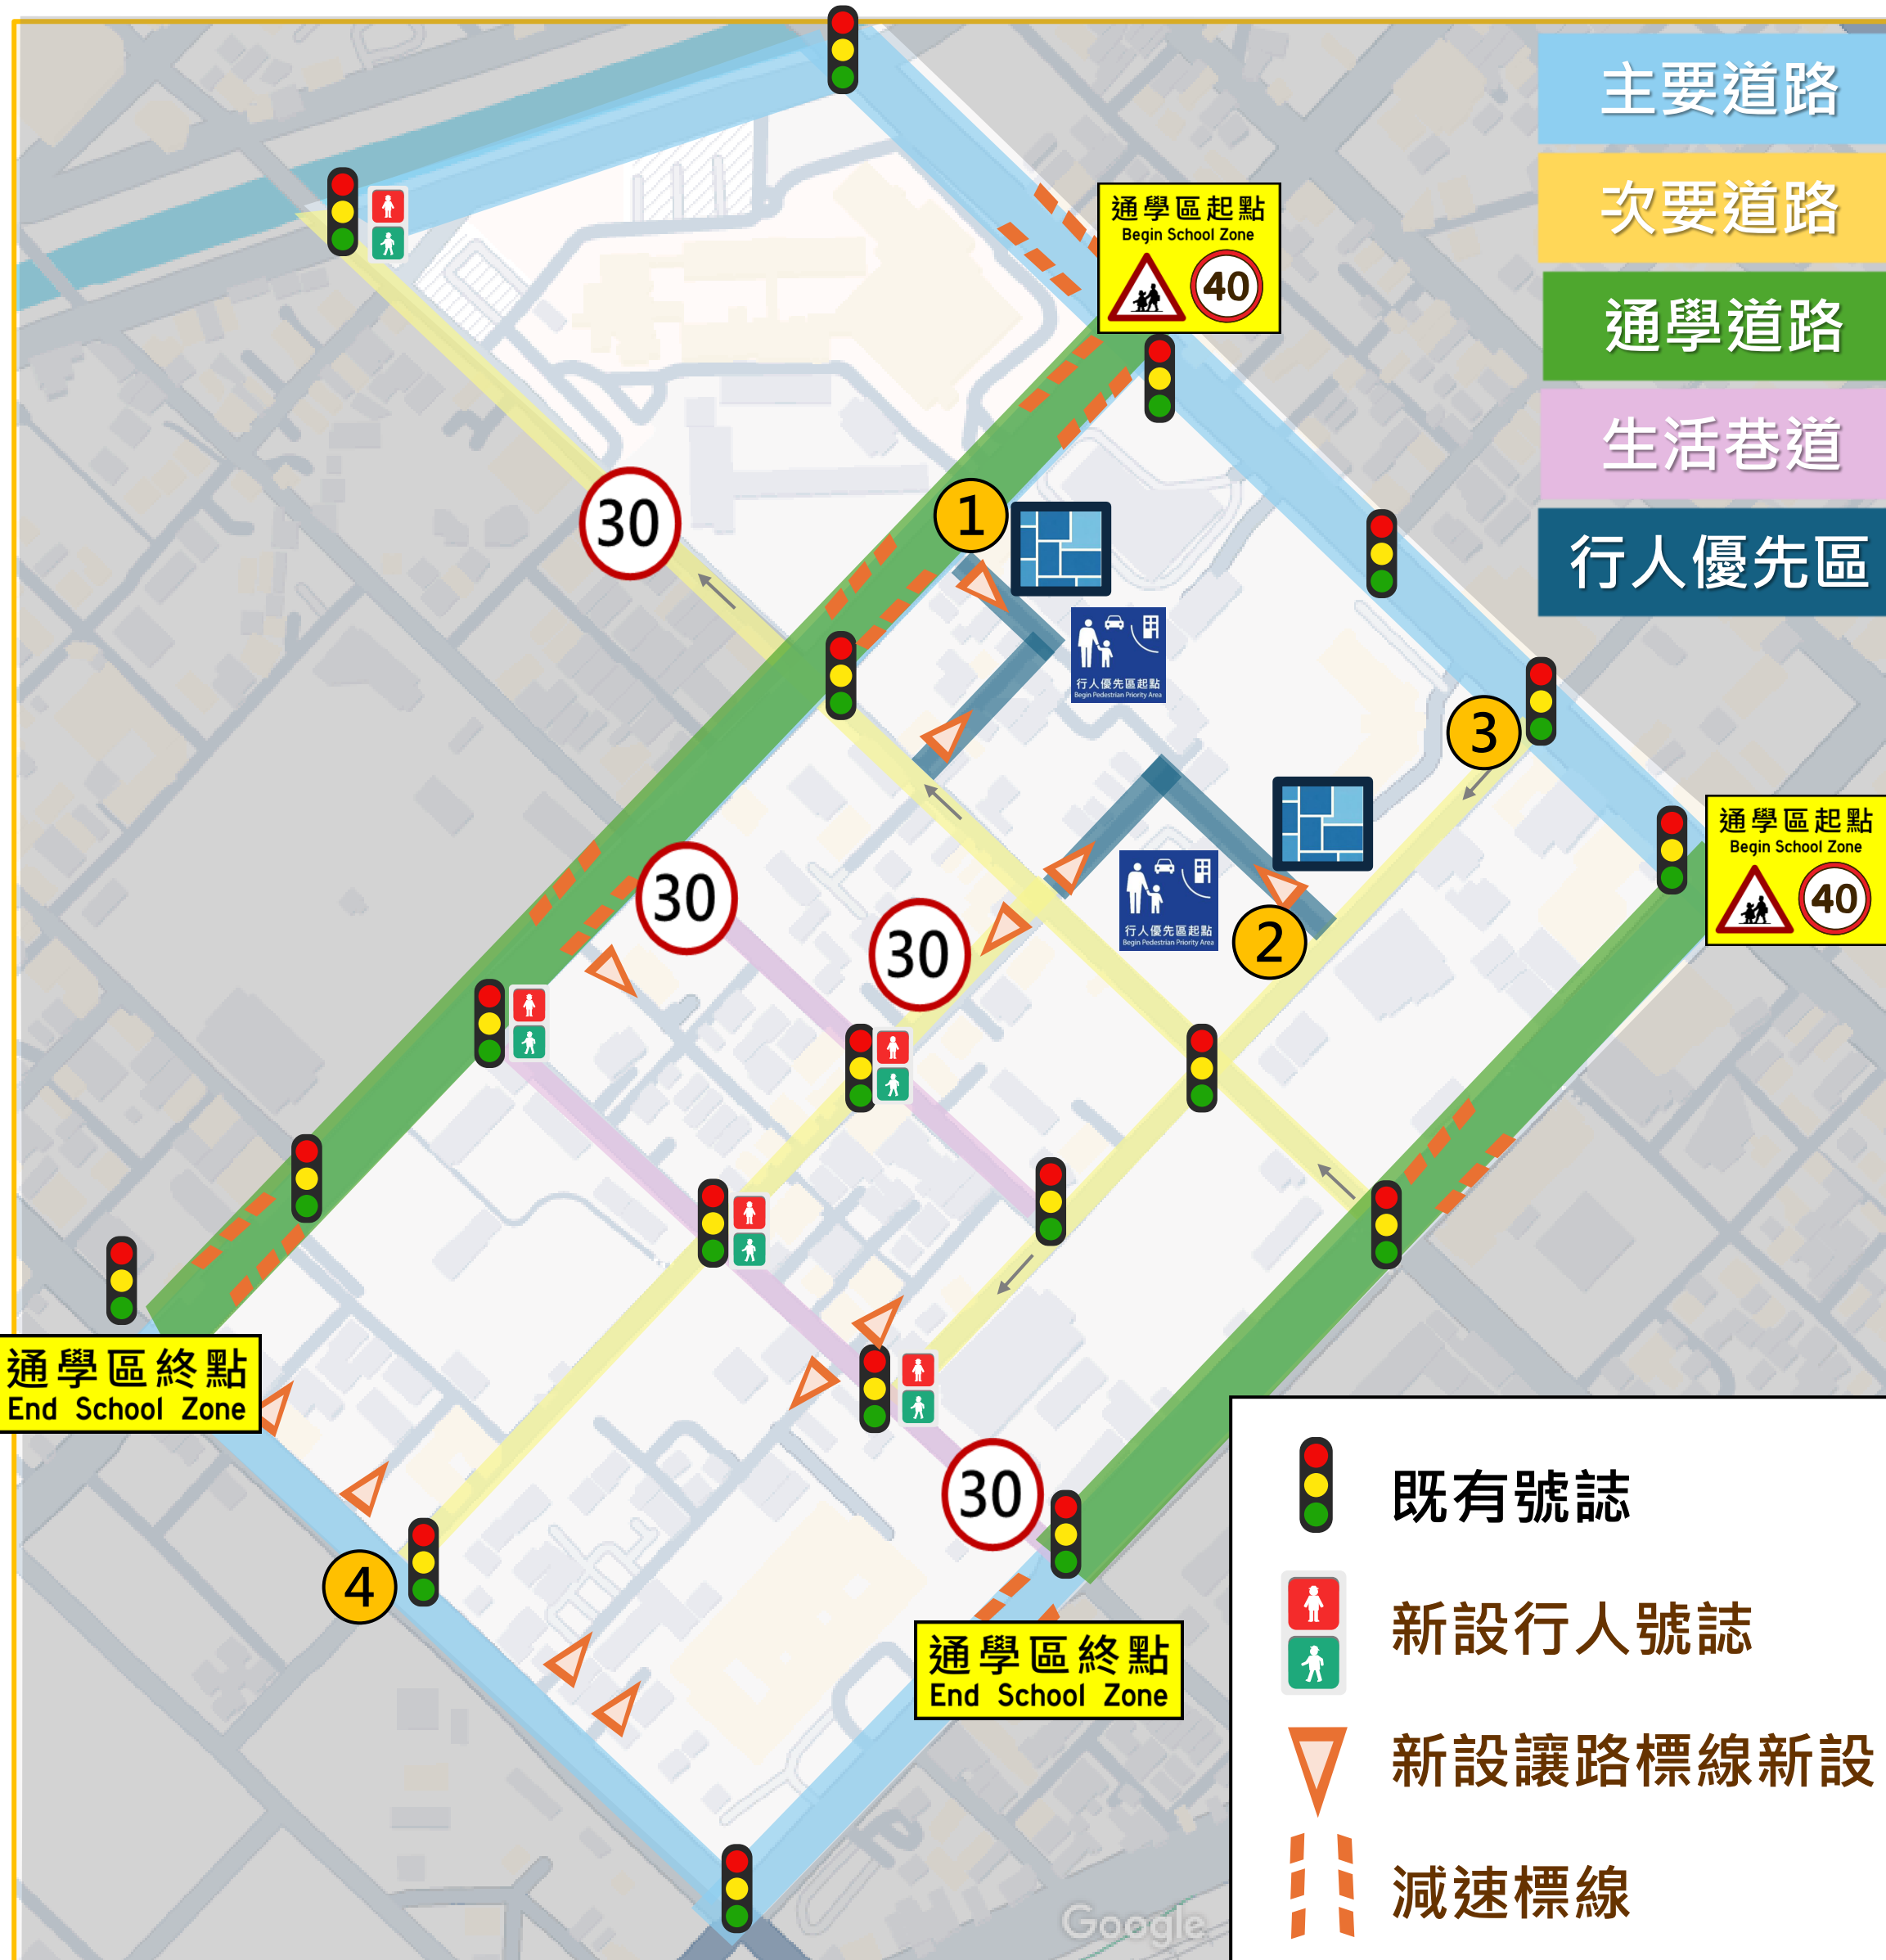 主要道路
次要道路
通學道路
生活巷道
行人優先區
通學區起點
Begin School Zone
40
30
1
行人優先區起點
Begin Pedestrian Priority Area
3
通學區起點
Begin School Zone
40
30
30
行人優先區起點
Begin Pedestrian Priority Area
2
通學區終點
End School Zone
30
4
通學區終點
End School Zone
既有號誌
新設行人號誌
新設讓路標線新設
減速標線
Google